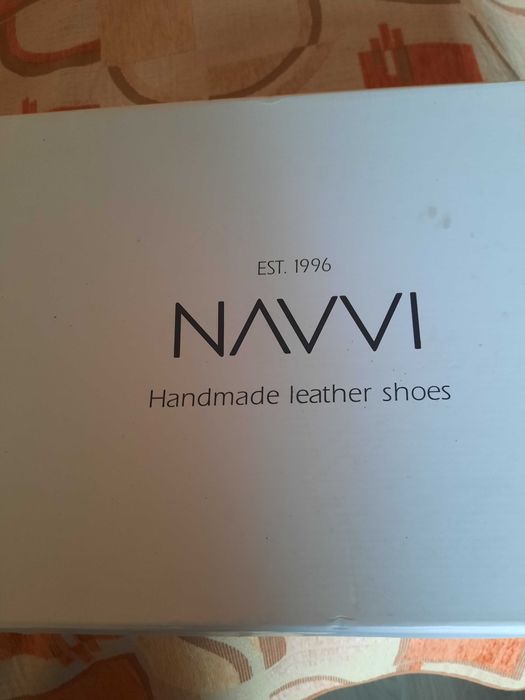 EST. 1996
NAVVI
Handmade leather shoes